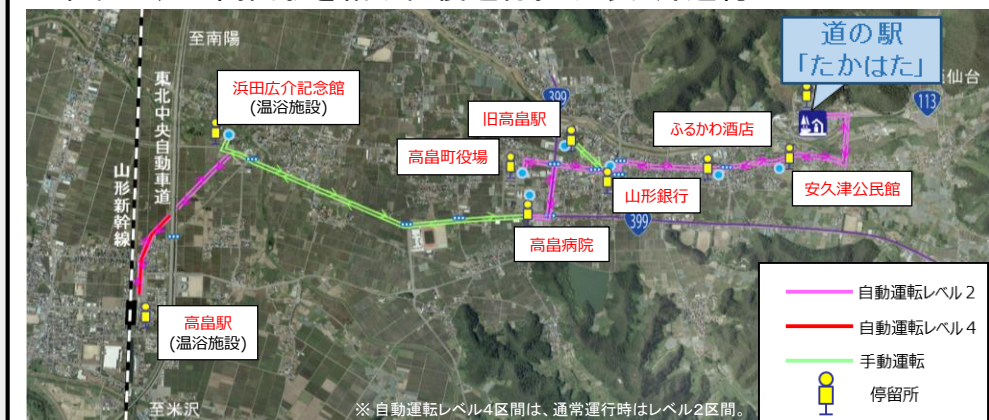 至南陽
道の駅
「たかはた」
仙台
113
浜田広介記念館
(温浴施設)
東北中央自動車道
399
旧高畠駅
ふるかわ酒店
高畠町役場
山形銀行
安久津公民館
山形新幹線
399
高畠病院
高畠駅
(温浴施設)
自動運転レベル2
自動運転レベル4
手動運転
停留所
至米沢
※自動運転レベル4区間は、通常運行時はレベル2区間。